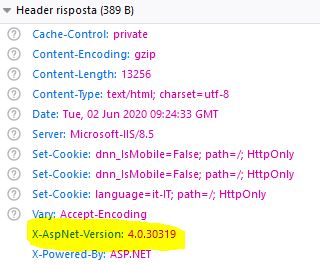 Header risposta (389 B)
Cache-Control: private
Content-Encoding: gzip
Content-Length: 13256
Content-Type: text/html; charset=utf-8
Date: Tue, 02 Jun 2020 09:24:33 GMT
Server: Microsoft-IIS/8.5
Set-Cookie: dnn_IsMobile=False; path=/; HttpOnly
Set-Cookie: dnn_IsMobile=False; path=/; HttpOnly
Set-Cookie: language=it-IT; path=/; HttpOnly
Vary: Accept-Encoding
X-AspNet-Version: 4.0.30319
X-Powered-By: ASP.NET